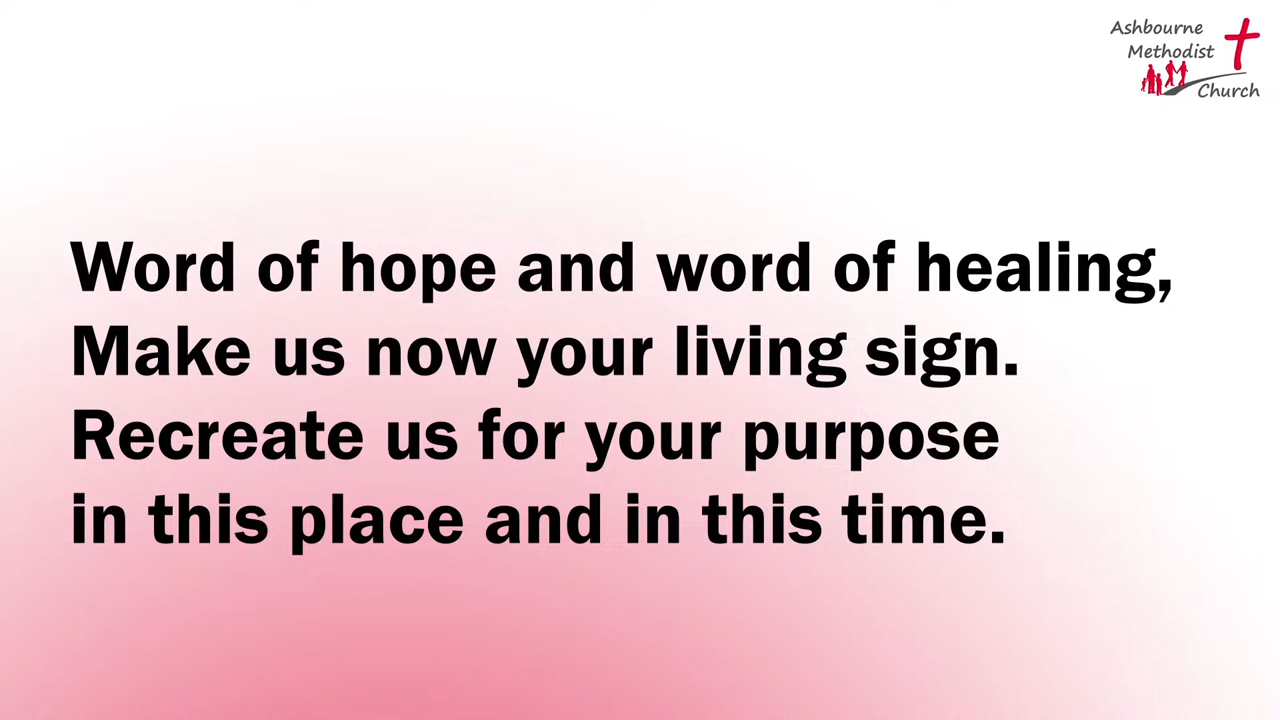 Ashbourne
Methodist
Church
Word of hope and word of healing,
Make us now your living sign.
Recreate us for your purpose
in this place and in this time.